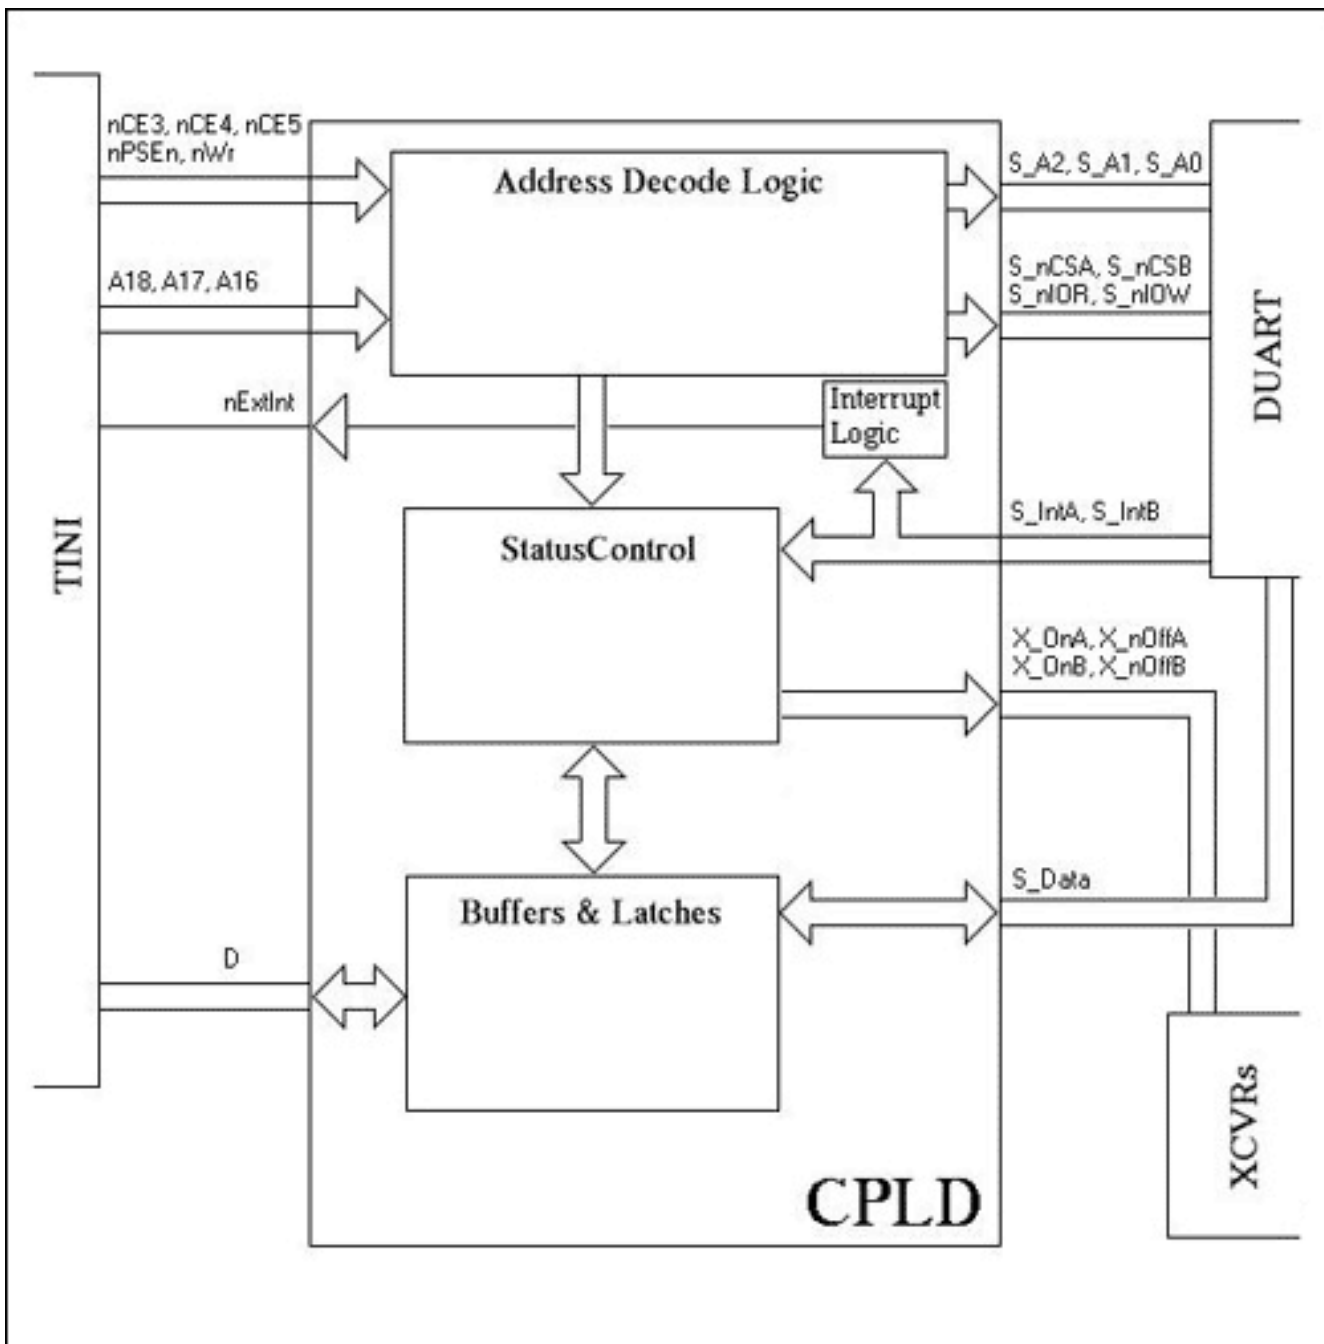 nCE3, nCE4, nCE5
nPSEn, nWr
Address Decode Logic
S_A2, S_A1, S_A0
A18, A17, A16
S_nCSA, S_nCSB
S_nIOR, S_nIOW
DUART
nExtInt
Interrupt
Logic
TINI
S_IntA, S_IntB
StatusControl
X_OnA, X_nOffA
X_OnB, X_nOffB
Buffers & Latches
S_Data
D
XCVRs
CPLD